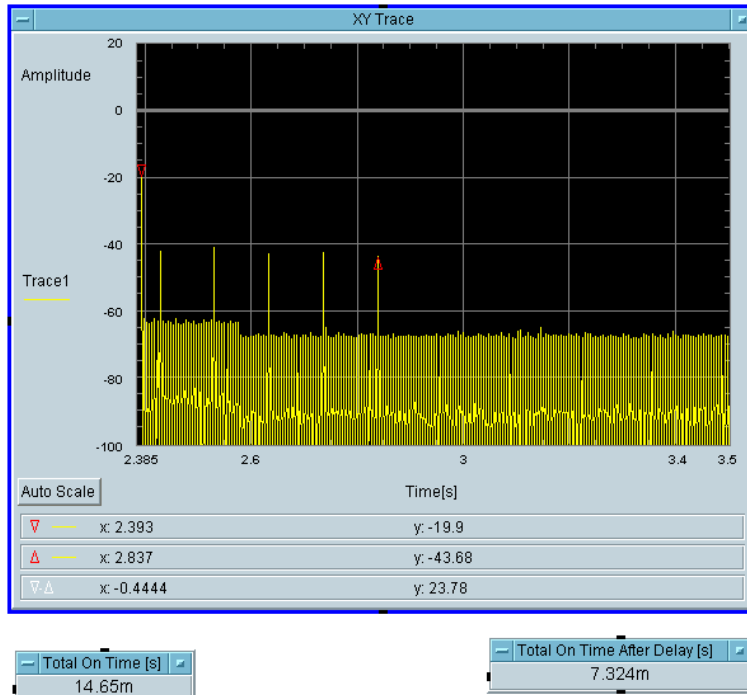 XY Trace
20
Amplitude
0
-20
-40
Trace1
-60
-80
-100
2.385 2.6 3 3.4 3.5
Auto Scale Time[s]
x: 2.393 y: -19.9
x: 2.837 y: -43.68
x: -0.4444 y: 23.78
Total On Time [s]
14.65m
Total On Time After Delay [s]
7.324m